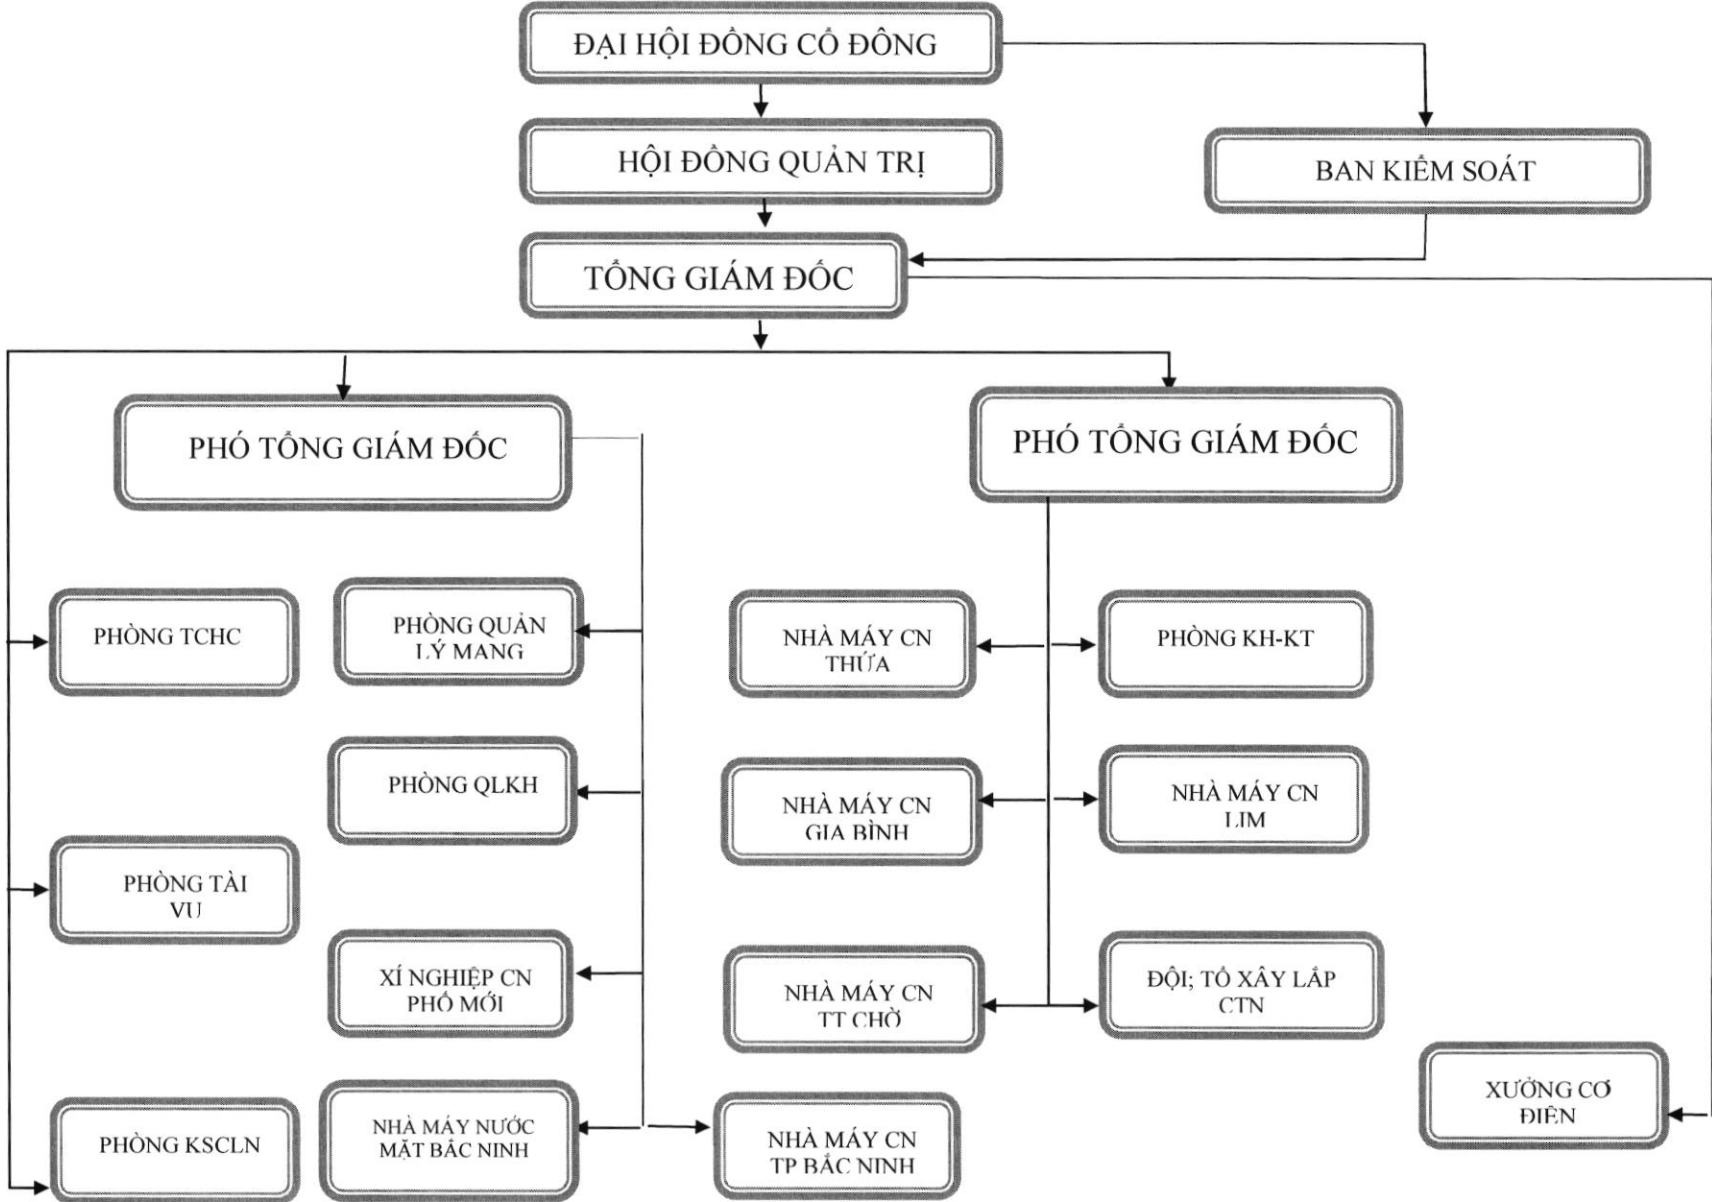 ĐẠI HỘI ĐỒNG CỔ ĐÔNG
HỘI ĐỒNG QUẢN TRỊ
BAN KIỂM SOÁT
TỔNG GIÁM ĐỐC
PHÓ TỔNG GIÁM ĐỐC
PHÓ TỔNG GIÁM ĐỐC
PHÒNG TCHC
PHÒNG QUẢN
LÝ MẠNG
NHÀ MÁY CN
THỨA
PHÒNG KH-KT
PHÒNG QLKH
NHÀ MÁY CN
GIA BÌNH
NHÀ MÁY CN
LIM
PHÒNG TÀI
VỤ
XÍ NGHIỆP CN
PHỐ MỚI
NHÀ MÁY CN
TT CHỜ
ĐỘI; TỔ XÂY LẮP
CTN
XƯỞNG CƠ
ĐIỆN
PHÒNG KSCLN
NHÀ MÁY NƯỚC
MẶT BẮC NINH
NHÀ MÁY CN
TP BẮC NINH